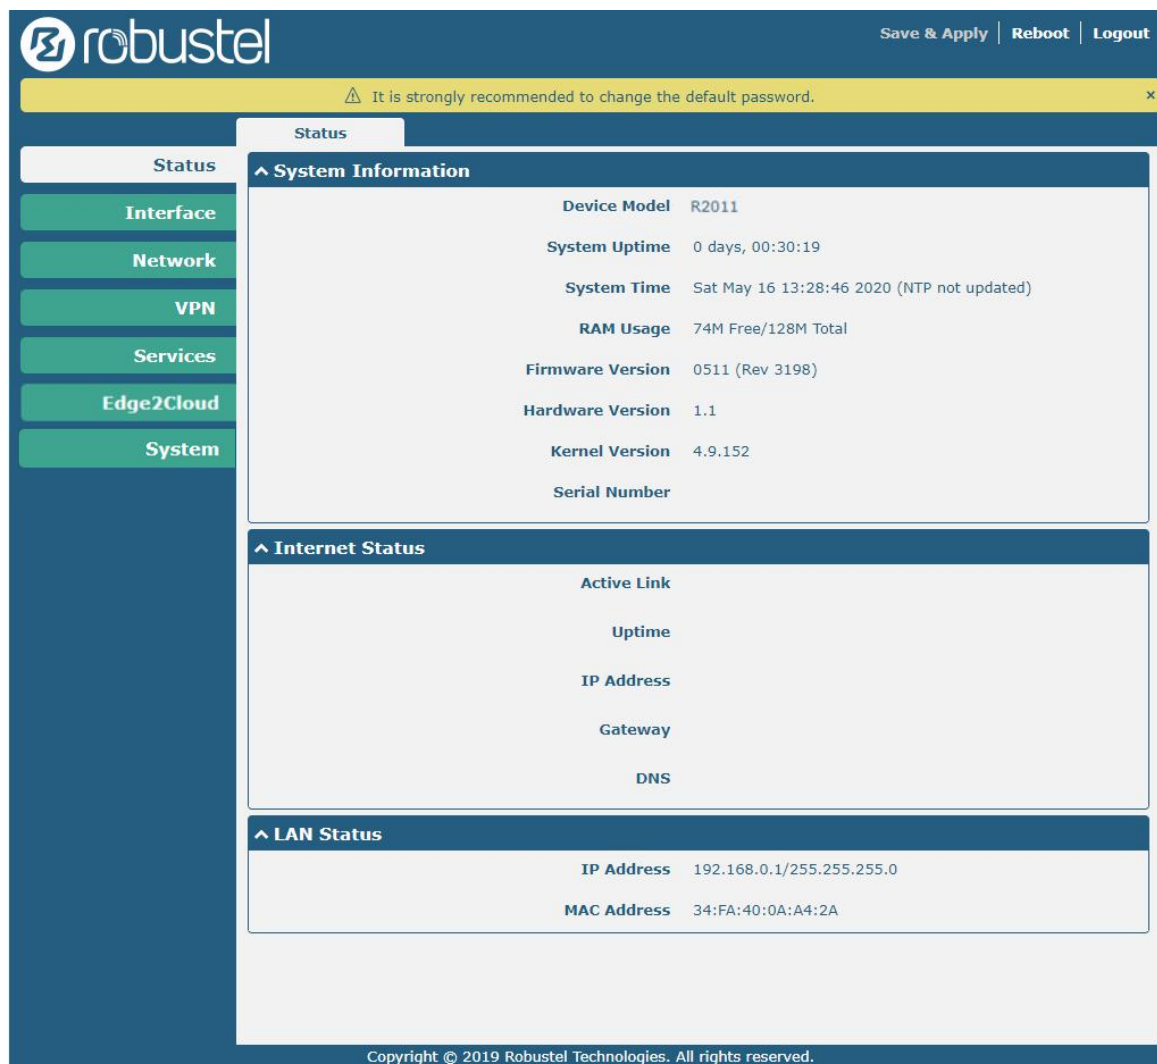 robustel
Save & Apply | Reboot | Logout
⚠ It is strongly recommended to change the default password. ×
Status
Status
Interface
Network
VPN
Services
Edge2Cloud
System
System Information
Device Model R2011
System Uptime 0 days, 00:30:19
System Time Sat May 16 13:28:46 2020 (NTP not updated)
RAM Usage 74M Free/128M Total
Firmware Version 0511 (Rev 3198)
Hardware Version 1.1
Kernel Version 4.9.152
Serial Number
Internet Status
Active Link
Uptime
IP Address
Gateway
DNS
LAN Status
IP Address 192.168.0.1/255.255.255.0
MAC Address 34:FA:40:0A:A4:2A
Copyright © 2019 Robustel Technologies. All rights reserved.